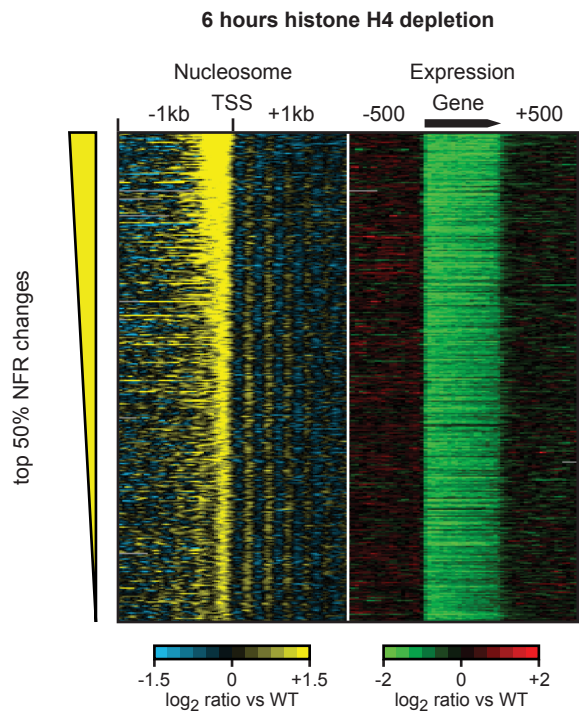 6 hours histone H4 depletion
Nucleosome
Expression
-1kb
TSS
+1kb
-500
Gene
+500
top 50% NFR changes
-1.5
0
+1.5
log2 ratio vs WT
-2
0
+2
log2 ratio vs WT